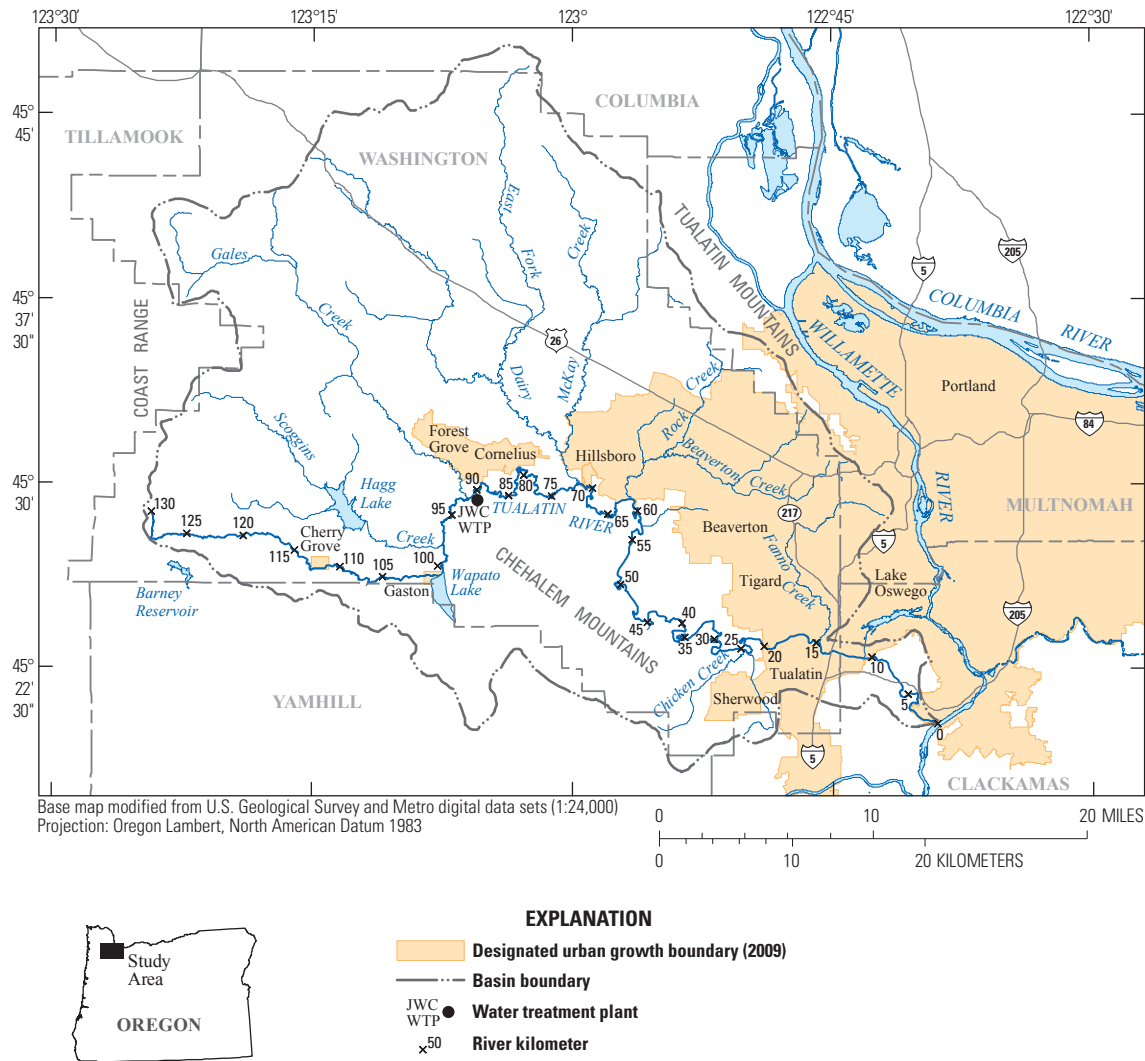 123°30'
123°15'
123°
122°45'
122°30'
45°
45'
COLUMBIA
TILLAMOOK
WASHINGTON
East
Fork
Creek
TUALATIN MOUNTAINS
5
205
Gales
Creek
45°
37'
30"
COLUMBIA
RIVER
COAST RANGE
26
WILLAMETTE
Dairy
McKay
Creek
Portland
84
Scoggins
Forest
Grove
Cornelius
Hillsboro
Rock
Beaverton Creek
45°
30'
Hagg
Lake
90
85
80
75
70
TUALATIN
RIVER
RIVER
MULTNOMAH
130
95
JWC
WTP
65
60
217
125
120
Cherry
Grove
Creek
Beaverton
5
115
110
105
100
55
Fanno Creek
Barney
Reservoir
Gaston
Wapato
Lake
CHEHALEM MOUNTAINS
50
Tigard
Lake
Oswego
205
45
40
35
30
25
20
15
10
45°
22'
30"
YAMHILL
Chicken Creek
Tualatin
Sherwood
5
0
5
CLACKAMAS
Base map modified from U.S. Geological Survey and Metro digital data sets (1:24,000)
Projection: Oregon Lambert, North American Datum 1983
0 10 20 MILES
0 10 20 KILOMETERS
EXPLANATION
Designated urban growth boundary (2009)
Basin boundary
JWC
WTP
Water treatment plant
50
River kilometer
Study
Area
OREGON